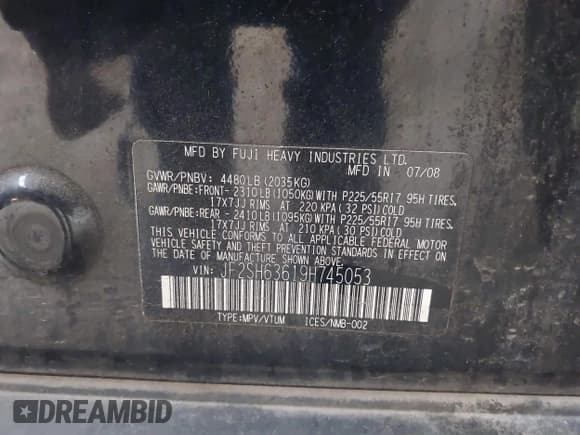 MFD BY FUJI HEAVY INDUSTRIES LTD.
MFD IN 07/08
GVWR/PNBV: 4480LB(2035KG)
GAWR/PNBE:FRONT- 2310LB(1050KG)WITH P225/55R17 95H TIRES.
17X7JJ RIMS AT 220 KPA(32 PSI)COLD
GAWR/PNBE:REAR - 2410LB(1095KG)WITH P225/55R17 95H TIRES.
17X7JJ RIMS AT 210 KPA(30 PSI)COLD
THIS VEHICLE CONFORMS TO ALL APPLICABLE FEDERAL MOTOR
VEHICLE SAFETY AND BUMPER STANDARDS IN EFFECT ON THE
DATE OF MANUFACTURE SHOWN ABOVE.
VIN: JF2SH63619H745053
TYPE:MPV/VTUM ICES/NMB-002
DREAMBID